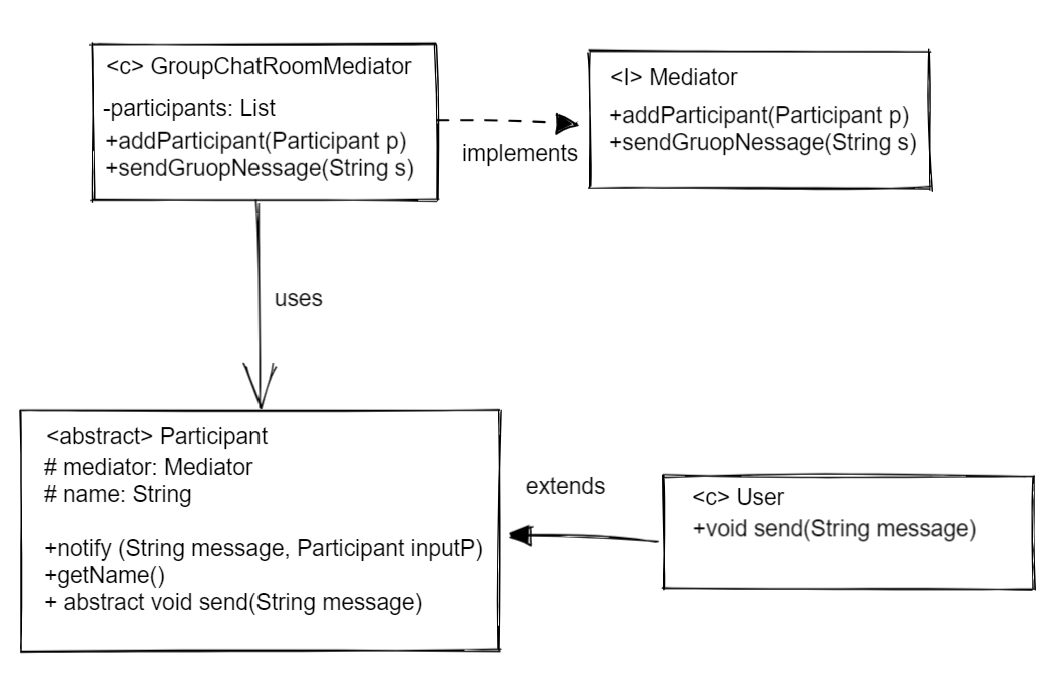 <c> GroupChatRoomMediator
-participants: List
+addParticipant(Participant p)
+sendGruopNessage(String s)
implements
<I> Mediator
+addParticipant(Participant p)
+sendGruopNessage(String s)
uses
<abstract> Participant
# mediator: Mediator
# name: String
+notify (String message, Participant inputP)
+getName()
+ abstract void send(String message)
extends
<c> User
+void send(String message)